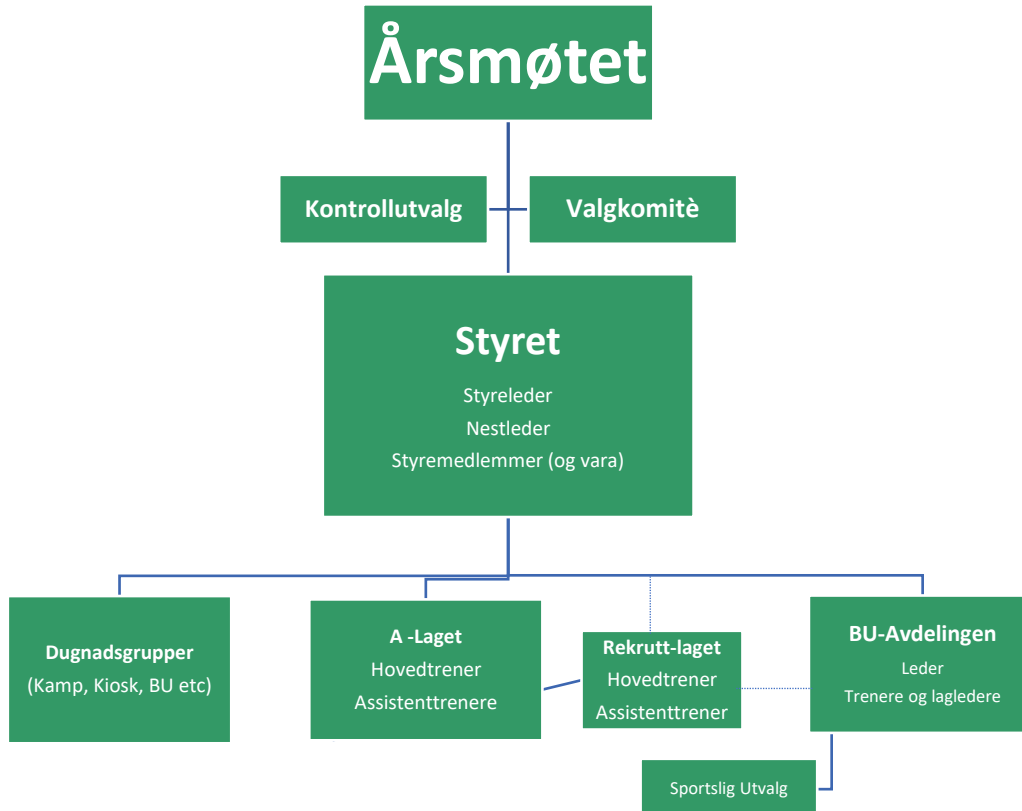 Årsmøtet
Kontrollutvalg
Valgkomitè
Styret
Styreleder
Nestleder
Styremedlemmer (og vara)
Dugnadsgrupper
(Kamp, Kiosk, BU etc)
A -Laget
Hovedtrener
Assistenttrenere
Rekrutt-laget
Hovedtrener
Assistenttrener
BU-Avdelingen
Leder
Trenere og lagledere
Sportslig Utvalg